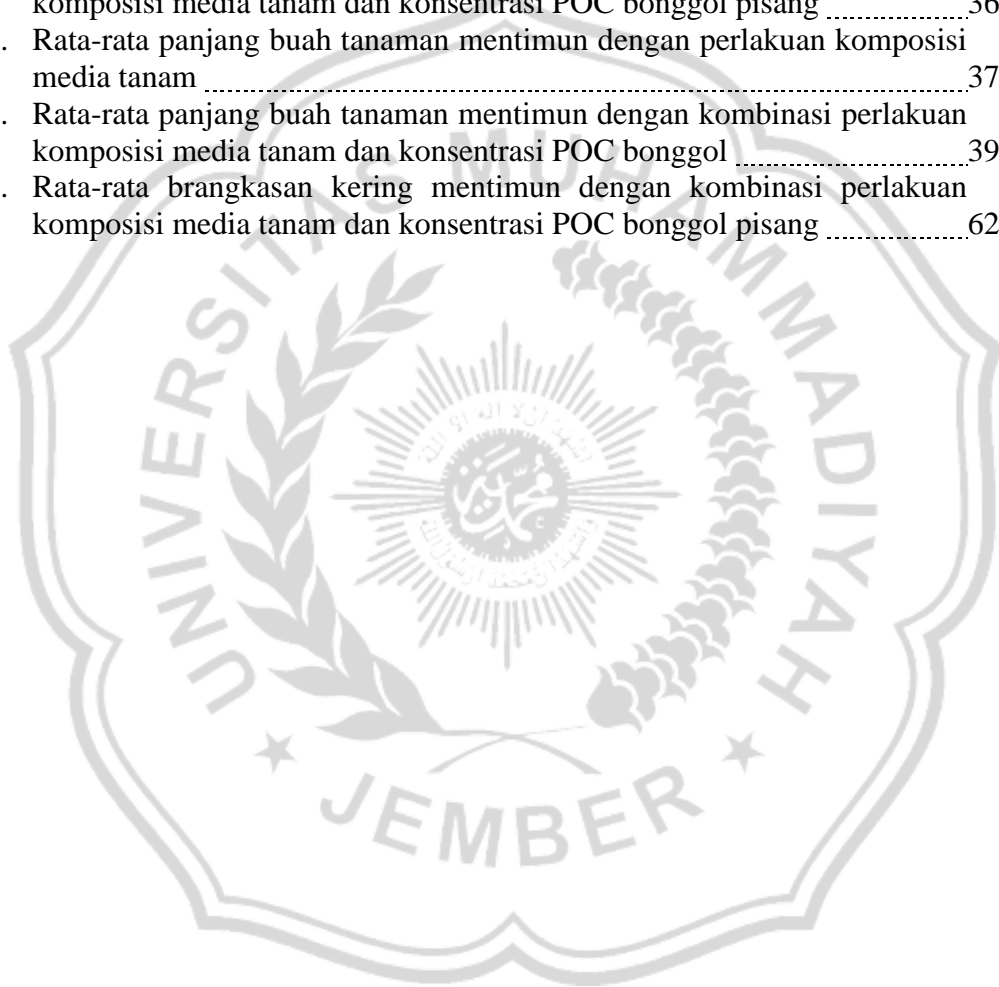 komposisi media tanam dan konsentrasi POC bonggol pisang 36
. Rata-rata panjang buah tanaman mentimun dengan perlakuan komposisi
media tanam 37
. Rata-rata panjang buah tanaman mentimun dengan kombinasi perlakuan
komposisi media tanam dan konsentrasi POC bonggol 39
. Rata-rata brangkasan kering mentimun dengan kombinasi perlakuan
komposisi media tanam dan konsentrasi POC bonggol pisang 62
UNIVERSITAS MUHAMMADIYAH
JEMBER